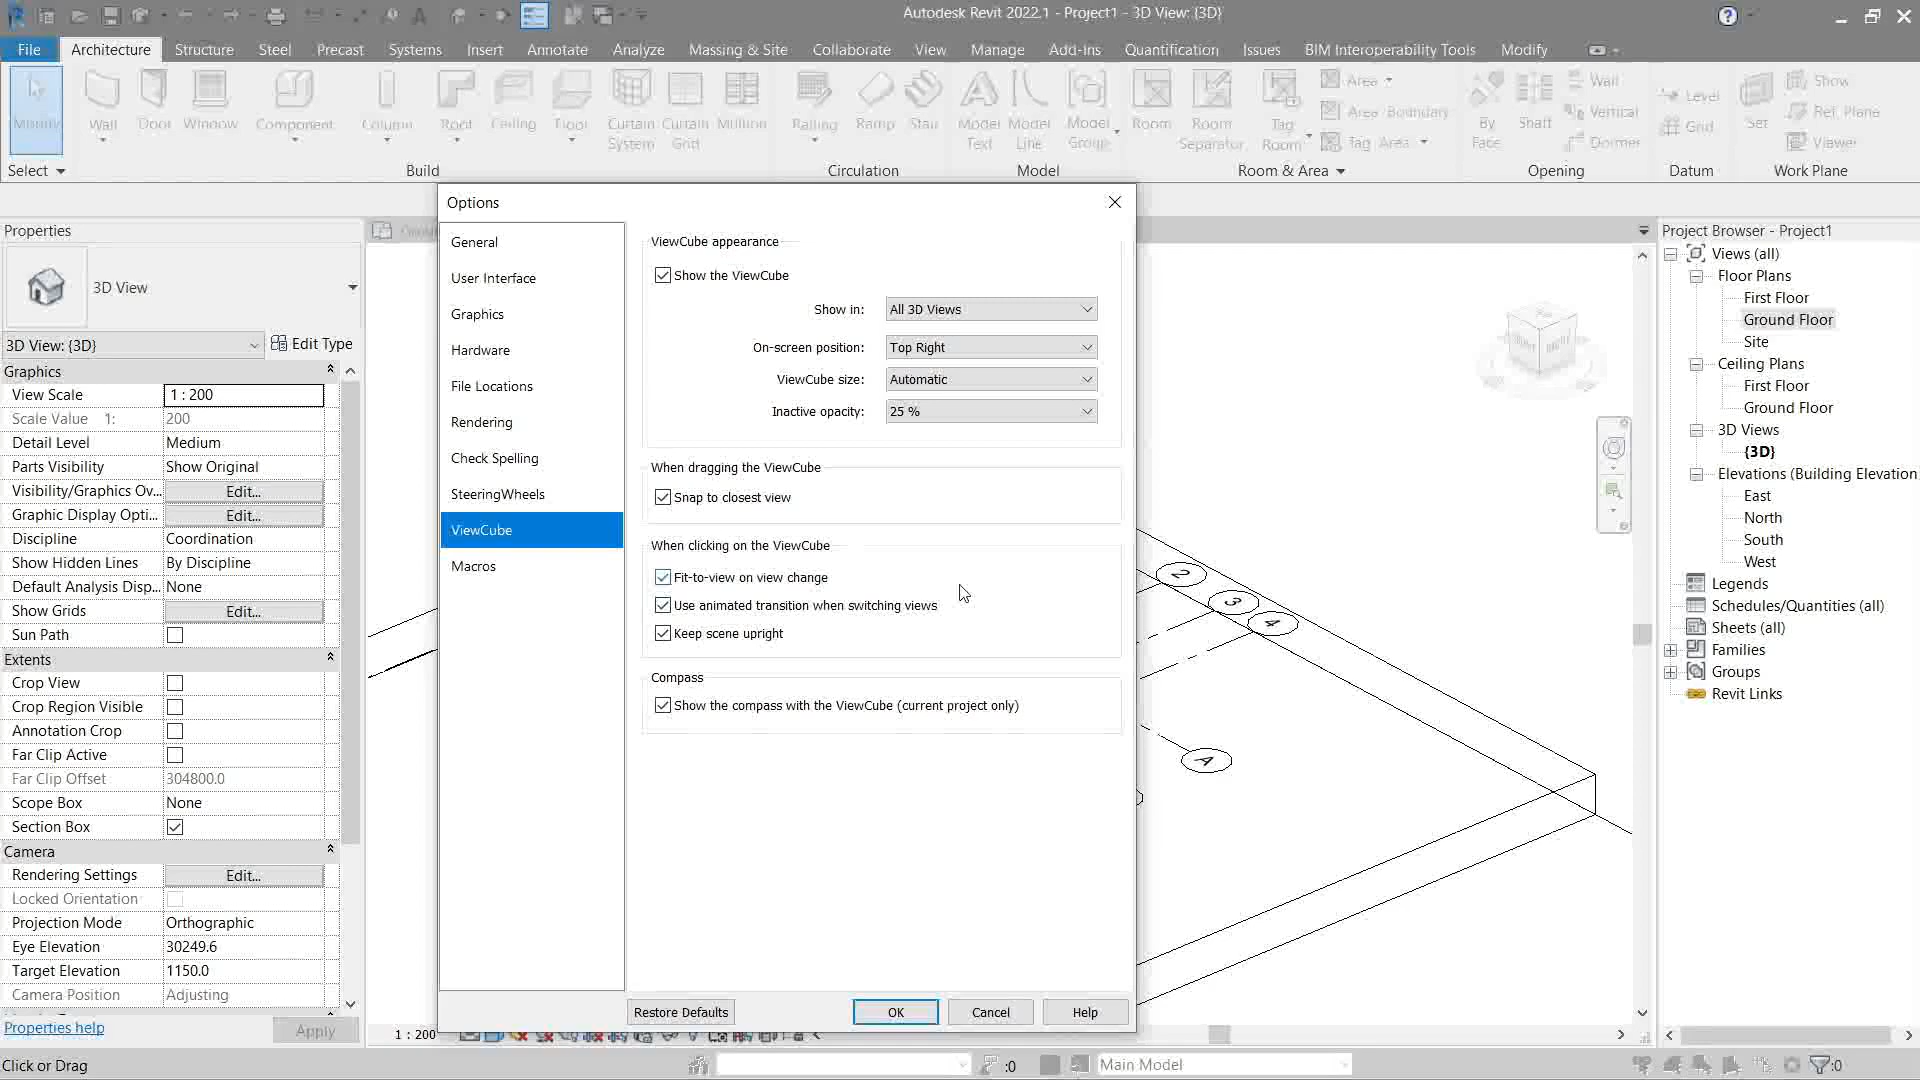 Autodesk Revit 2022.1 - Project1 - 3D View: {3D}
File Architecture Structure Steel Precast Systems Insert Annotate Analyze Massing & Site Collaborate View Manage Add-Ins Quantification Issues BIM Interoperability Tools Modify
Modify Wall Door Window Component Column Roof Ceiling Floor Curtain System Curtain Grid Mullion Railing Ramp Stair Model Text Model Line Model Group Room Room Separator Tag Room By Face Shaft Set
Area
Area Boundary
Tag Area
Wall
Vertical
Dormer
Level
Grid
Show
Ref. Plane
Viewer
Select Build Circulation Model Room & Area Opening Datum Work Plane
Properties
3D View
3D View: {3D} Edit Type
Graphics
View Scale 1 : 200
Scale Value 1: 200
Detail Level Medium
Parts Visibility Show Original
Visibility/Graphics Ov... Edit...
Graphic Display Opti... Edit...
Discipline Coordination
Show Hidden Lines By Discipline
Default Analysis Disp... None
Show Grids Edit...
Sun Path
Extents
Crop View
Crop Region Visible
Annotation Crop
Far Clip Active
Far Clip Offset 304800.0
Scope Box None
Section Box
Camera
Rendering Settings Edit...
Locked Orientation
Projection Mode Orthographic
Eye Elevation 30249.6
Target Elevation 1150.0
Camera Position Adjusting
Properties help Apply
Options
General
User Interface
Graphics
Hardware
File Locations
Rendering
Check Spelling
SteeringWheels
ViewCube
Macros
ViewCube appearance
Show the ViewCube
Show in: All 3D Views
On-screen position: Top Right
ViewCube size: Automatic
Inactive opacity: 25 %
When dragging the ViewCube
Snap to closest view
When clicking on the ViewCube
Fit-to-view on view change
Use animated transition when switching views
Keep scene upright
Compass
Show the compass with the ViewCube (current project only)
Restore Defaults OK Cancel Help
2
3
4
A
Project Browser - Project1
Views (all)
Floor Plans
First Floor
Ground Floor
Site
Ceiling Plans
First Floor
Ground Floor
3D Views
{3D}
Elevations (Building Elevation
East
North
South
West
Legends
Schedules/Quantities (all)
Sheets (all)
Families
Groups
Revit Links
1 : 200
Click or Drag :0 Main Model :0